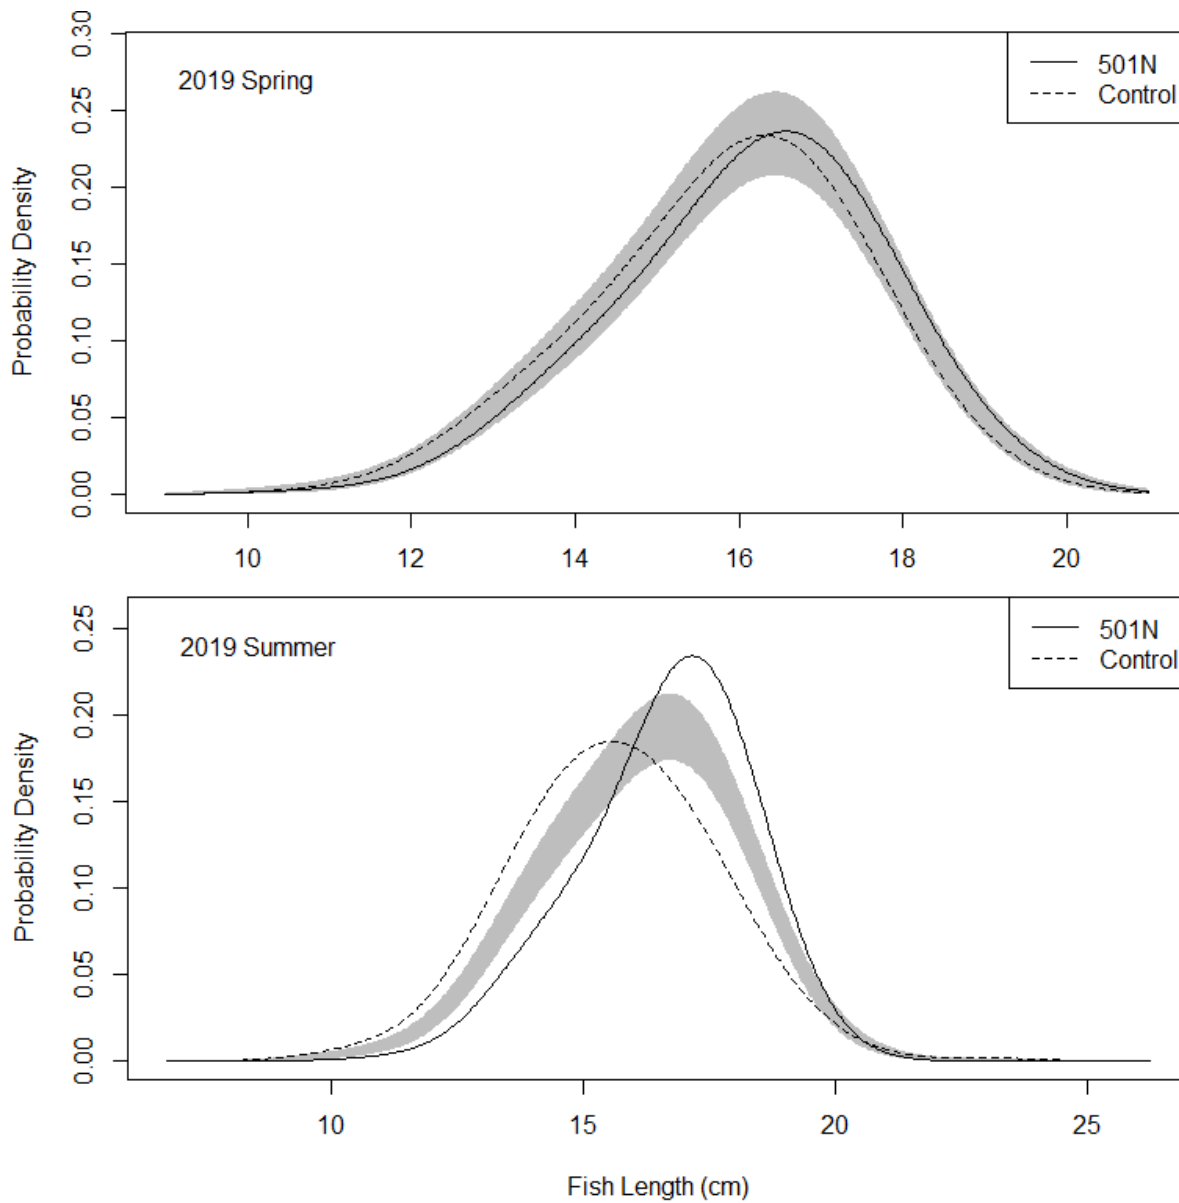 2019 Spring
501N
Control
Probability Density
0.30
0.25
0.20
0.15
0.10
0.05
0.00
10 12 14 16 18 20
2019 Summer
501N
Control
Probability Density
0.25
0.20
0.15
0.10
0.05
0.00
10 15 20 25
Fish Length (cm)